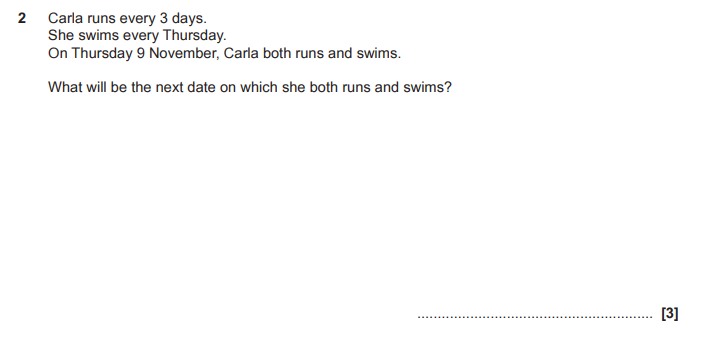 2 Carla runs every 3 days.
She swims every Thursday.
On Thursday 9 November, Carla both runs and swims.
What will be the next date on which she both runs and swims?
........................................................... [3]